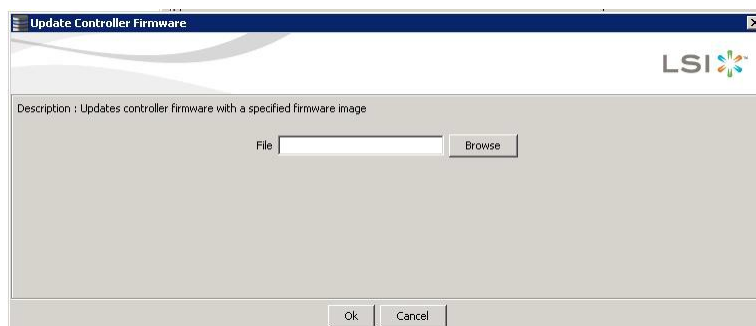 Update Controller Firmware
LSI
Description : Updates controller firmware with a specified firmware image
File
Browse
Ok
Cancel